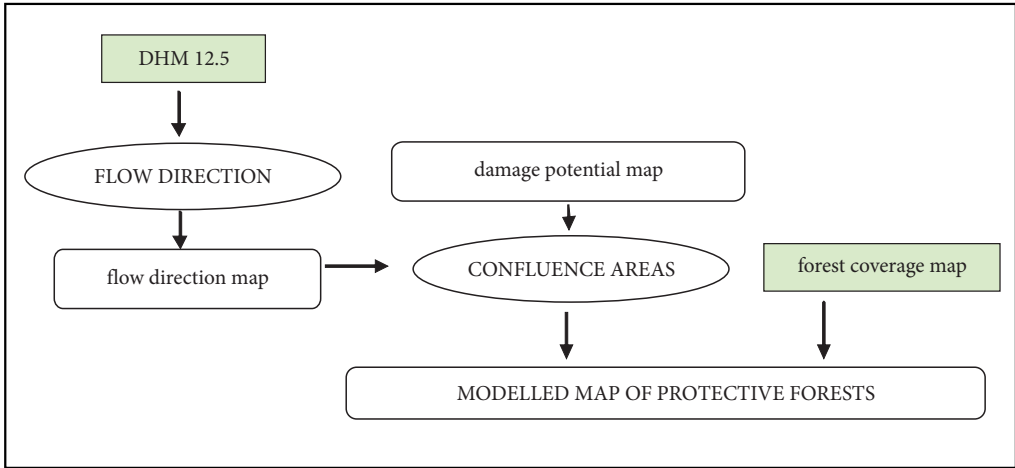 DHM 12.5
FLOW DIRECTION
damage potential map
flow direction map
CONFLUENCE AREAS
forest coverage map
MODELLED MAP OF PROTECTIVE FORESTS